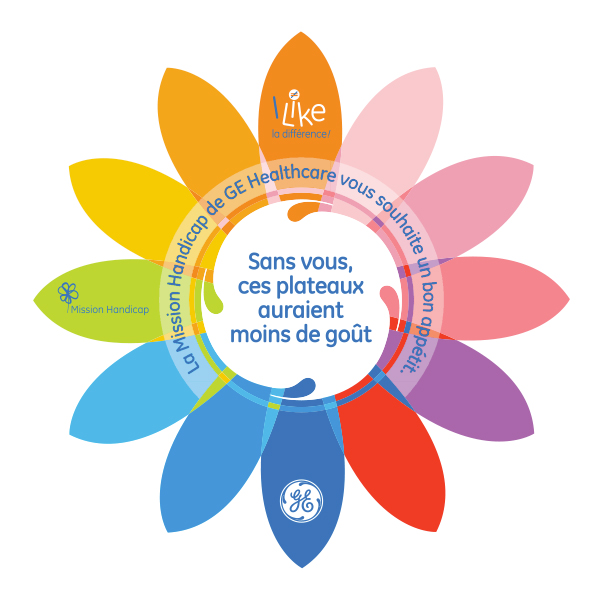 I Like
la différence!
La Mission Handicap de GE Healthcare vous souhaite un bon appétit.
Sans vous,
ces plateaux
auraient
moins de goût
Mission Handicap
GE